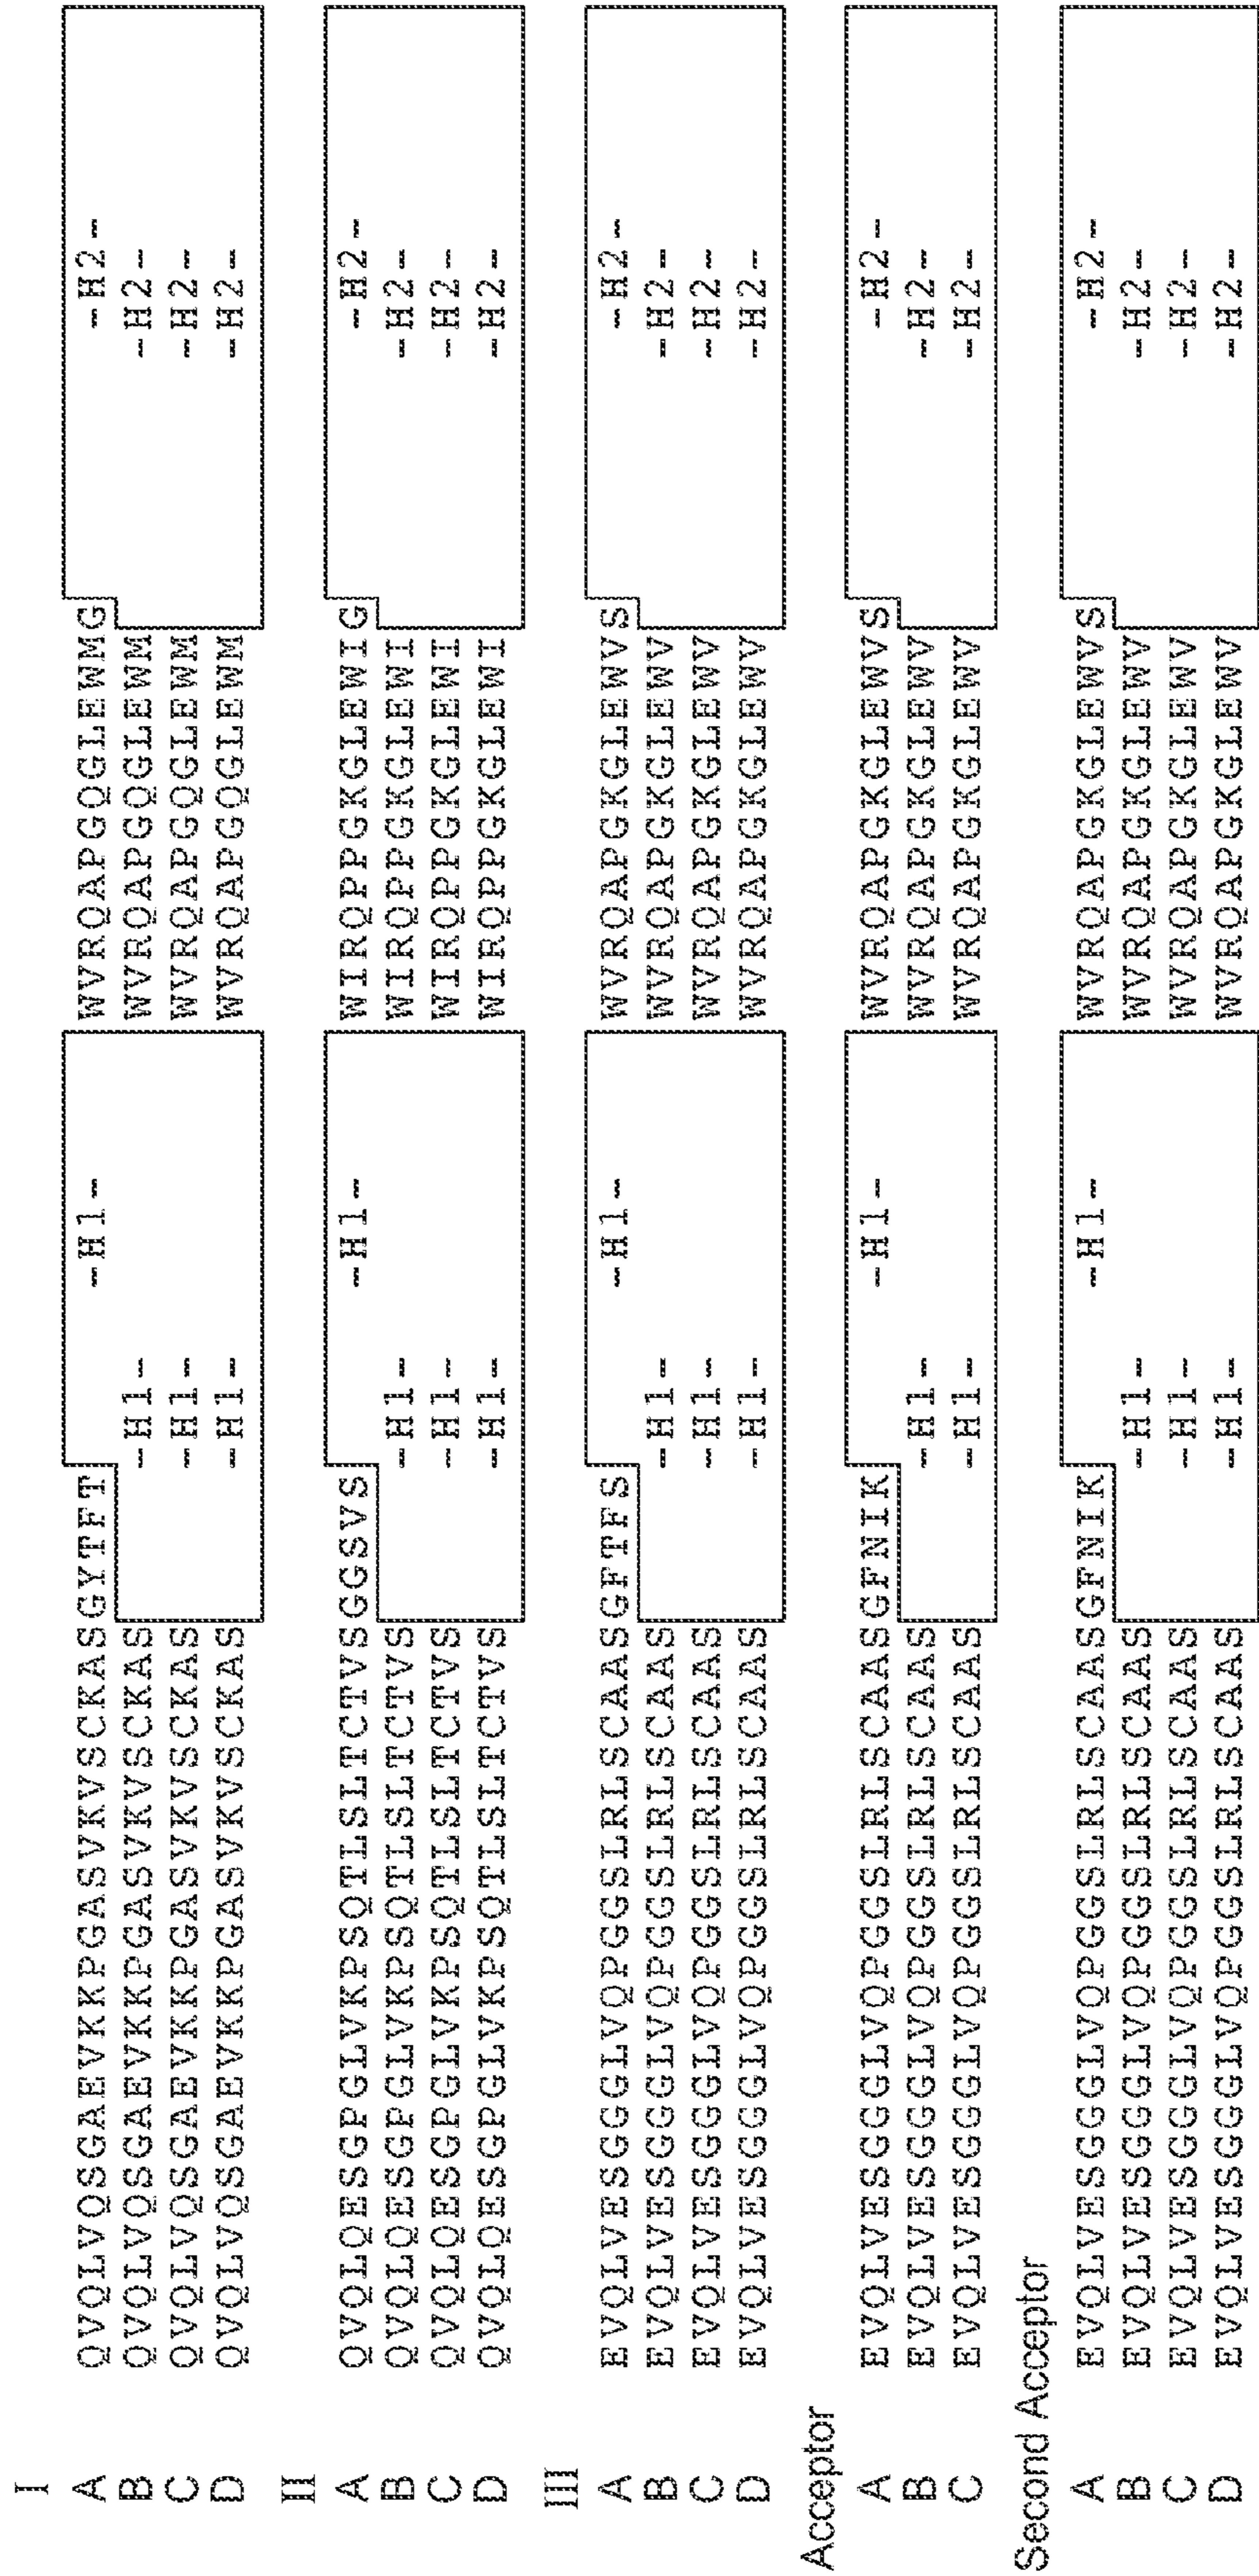 I
A QVQLVQSGAEVKKPGASVKVSCKASGYTFT -H1- WVRQAPGQGLEWMG -H2-
B QVQLVQSGAEVKKPGASVKVSCKAS -H1- WVRQAPGQGLEWM -H2-
C QVQLVQSGAEVKKPGASVKVSCKAS -H1- WVRQAPGQGLEWM -H2-
D QVQLVQSGAEVKKPGASVKVSCKAS -H1- WVRQAPGQGLEWM -H2-
II
A QVQLQESGPGLVKPSQTLSLTCTVSGGSVS -H1- WIRQPPGKGLEWIG -H2-
B QVQLQESGPGLVKPSQTLSLTCTVS -H1- WIRQPPGKGLEWI -H2-
C QVQLQESGPGLVKPSQTLSLTCTVS -H1- WIRQPPGKGLEWI -H2-
D QVQLQESGPGLVKPSQTLSLTCTVS -H1- WIRQPPGKGLEWI -H2-
III
A EVQLVESGGGLVQPGGSLRLSCAASGFTFS -H1- WVRQAPGKGLEWVS -H2-
B EVQLVESGGGLVQPGGSLRLSCAAS -H1- WVRQAPGKGLEWV -H2-
C EVQLVESGGGLVQPGGSLRLSCAAS -H1- WVRQAPGKGLEWV -H2-
D EVQLVESGGGLVQPGGSLRLSCAAS -H1- WVRQAPGKGLEWV -H2-
Acceptor
A EVQLVESGGGLVQPGGSLRLSCAASGFNIK -H1- WVRQAPGKGLEWVS -H2-
B EVQLVESGGGLVQPGGSLRLSCAAS -H1- WVRQAPGKGLEWV -H2-
C EVQLVESGGGLVQPGGSLRLSCAAS -H1- WVRQAPGKGLEWV -H2-
Second Acceptor
A EVQLVESGGGLVQPGGSLRLSCAASGFNIK -H1- WVRQAPGKGLEWVS -H2-
B EVQLVESGGGLVQPGGSLRLSCAAS -H1- WVRQAPGKGLEWV -H2-
C EVQLVESGGGLVQPGGSLRLSCAAS -H1- WVRQAPGKGLEWV -H2-
D EVQLVESGGGLVQPGGSLRLSCAAS -H1- WVRQAPGKGLEWV -H2-